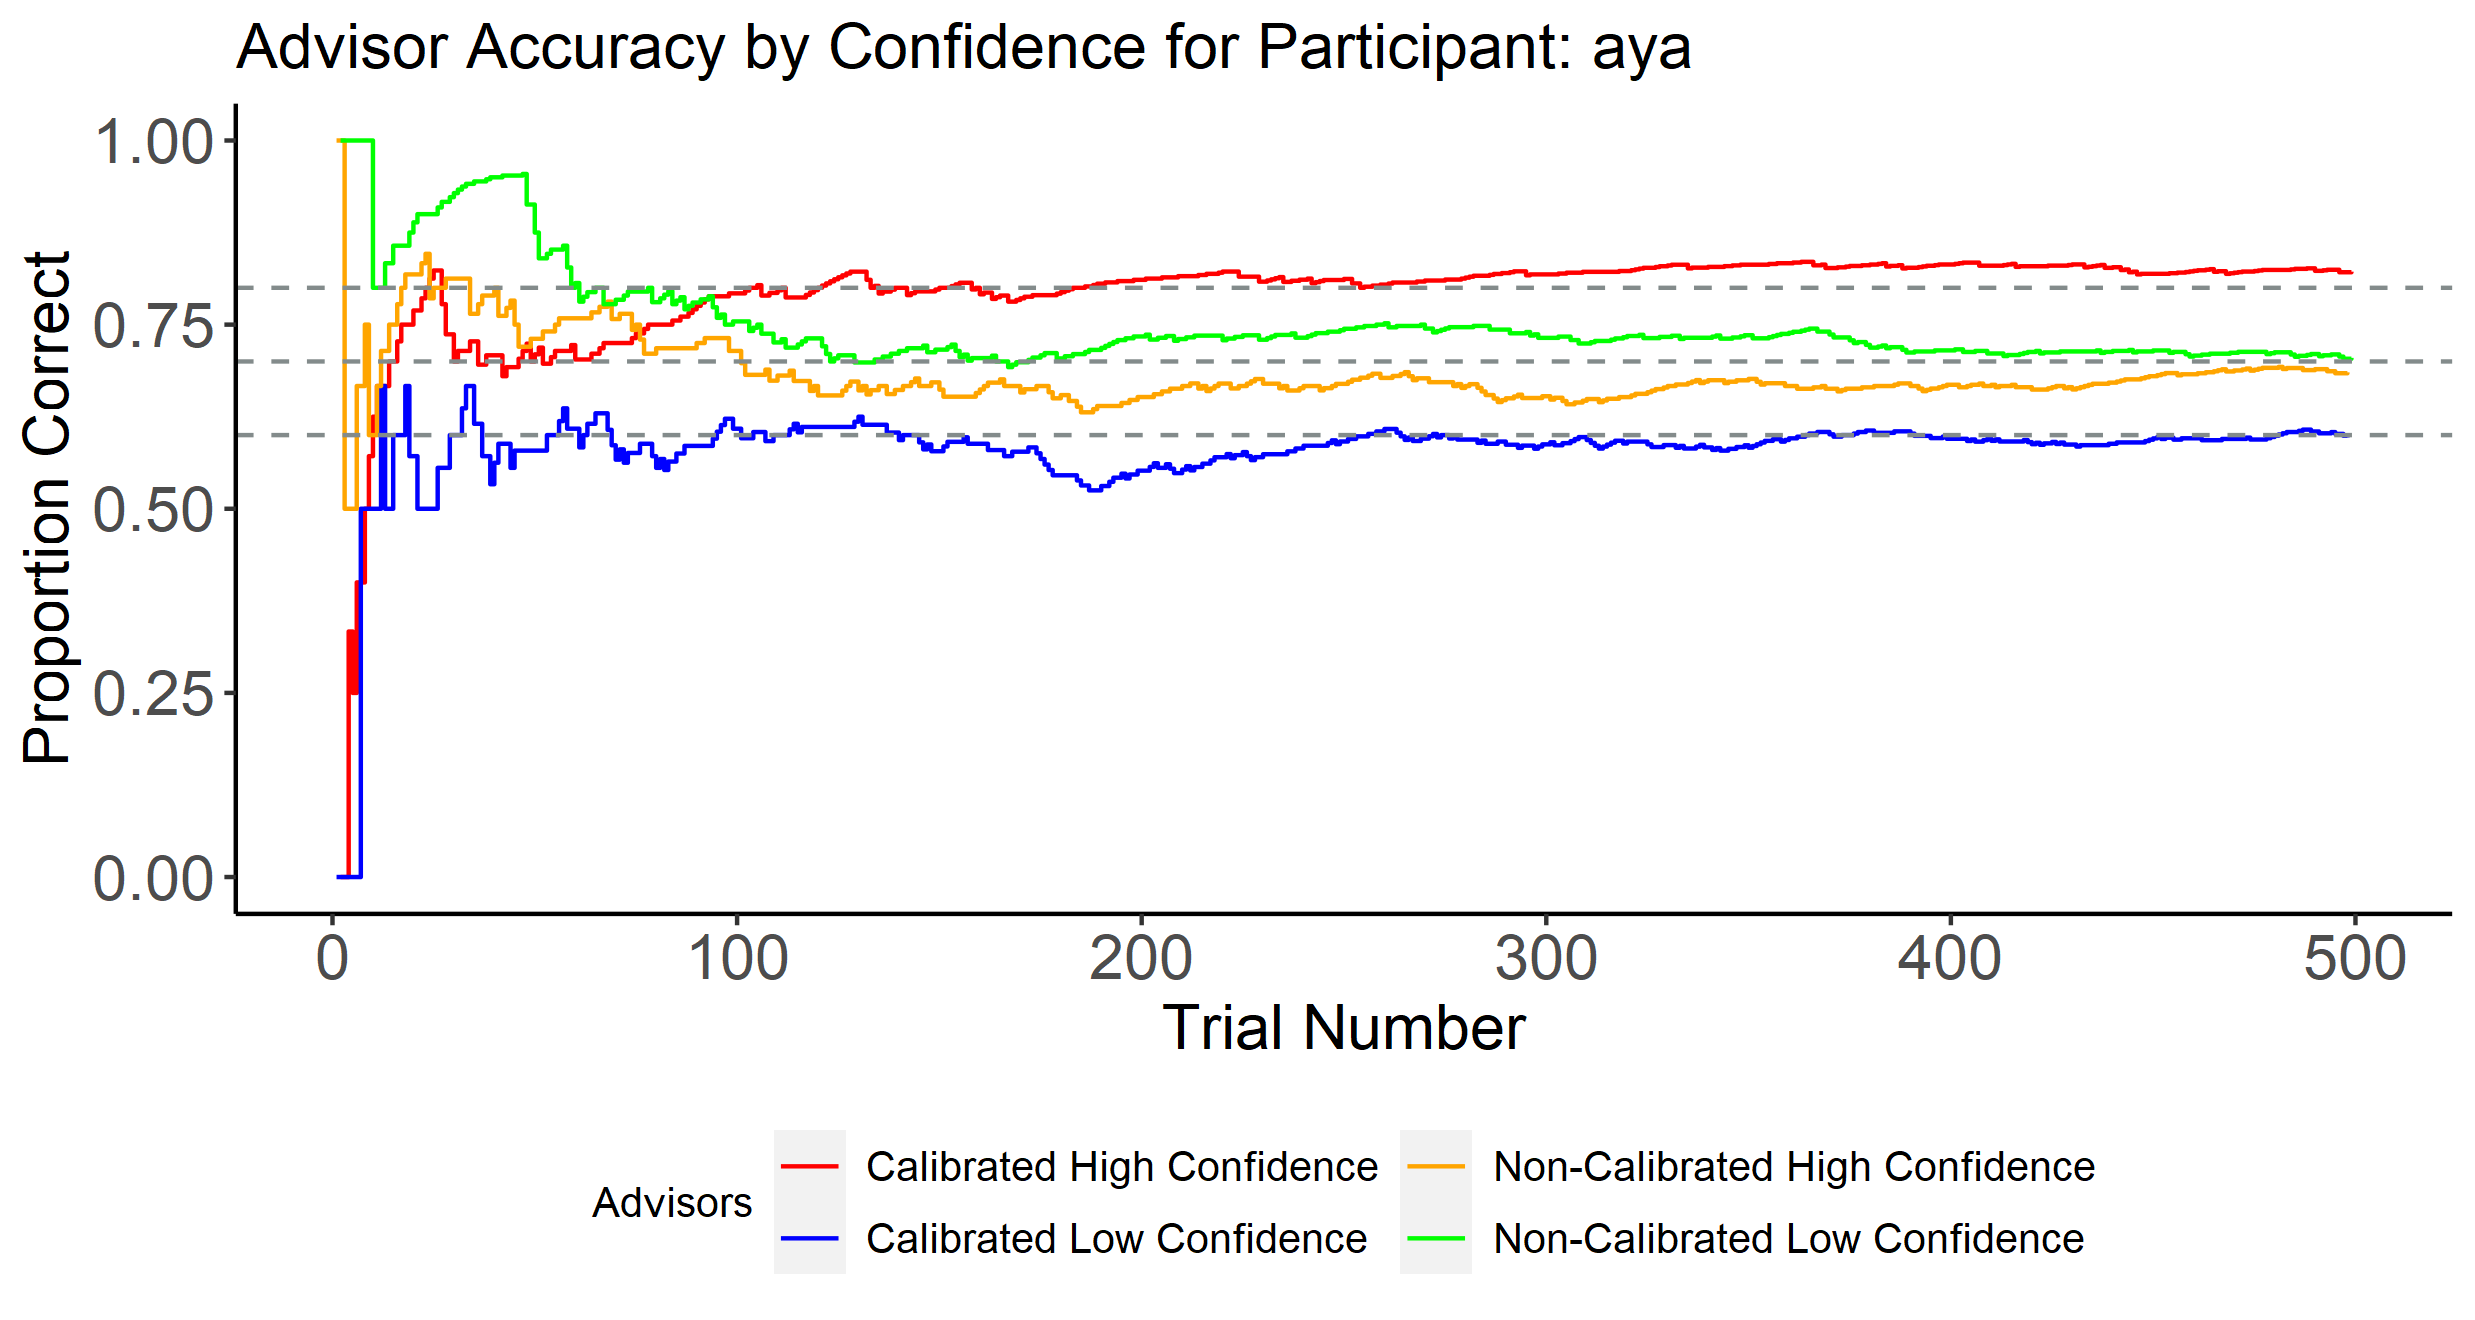 Advisor Accuracy by Confidence for Participant: aya
Proportion Correct
1.00
0.75
0.50
0.25
0.00
0 100 200 300 400 500
Trial Number
Advisors
Calibrated High Confidence
Calibrated Low Confidence
Non-Calibrated High Confidence
Non-Calibrated Low Confidence